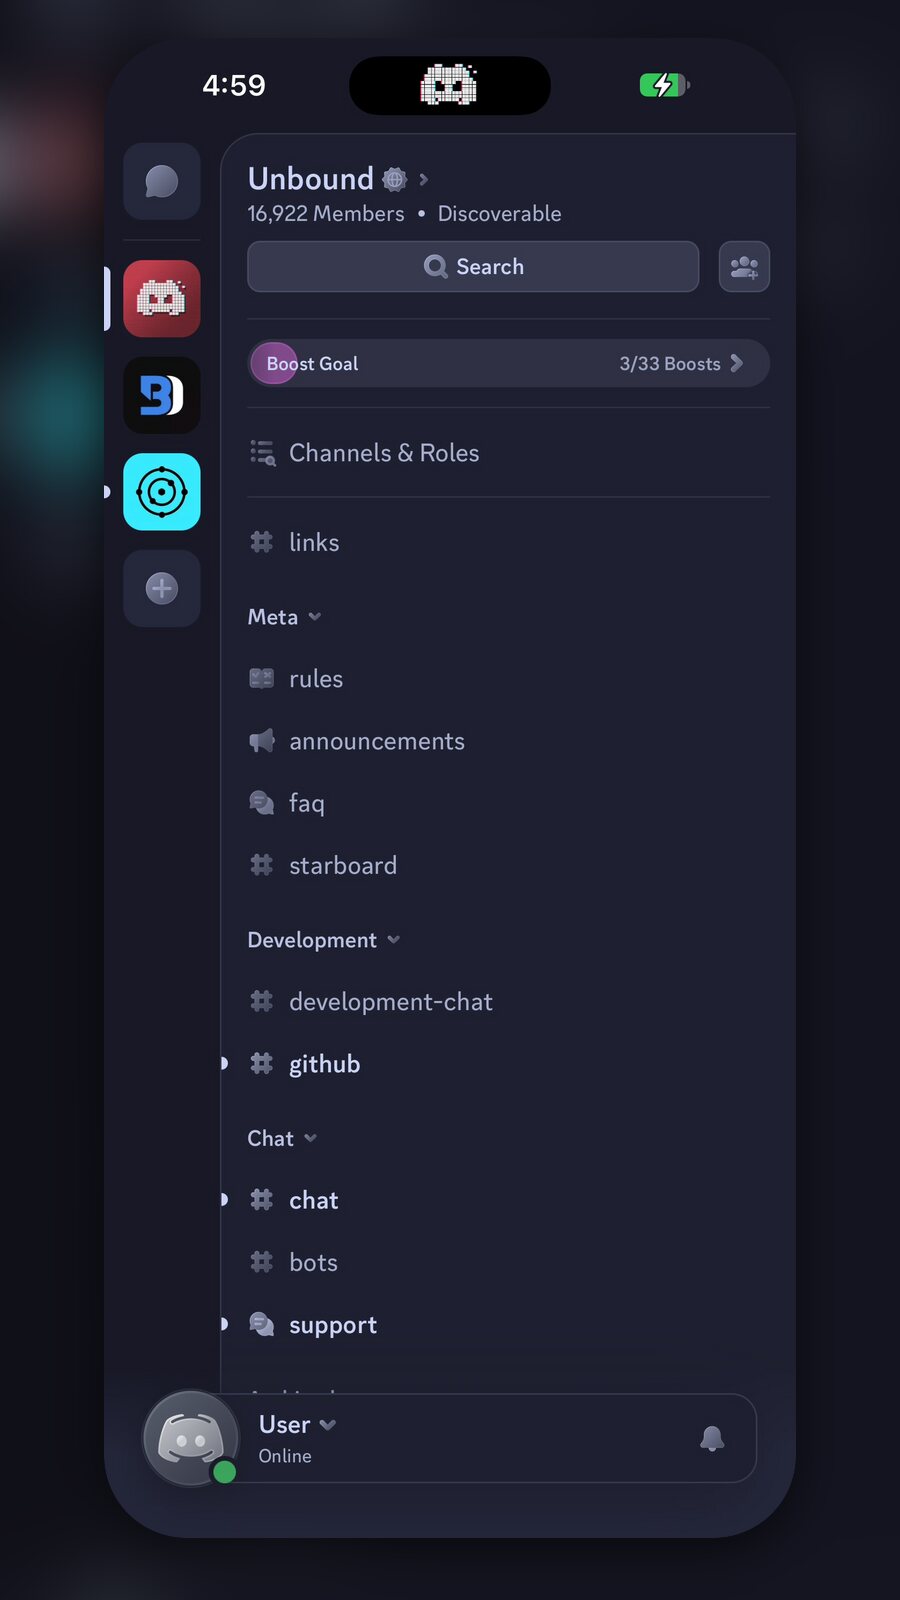 4:59
Unbound
16,922 Members • Discoverable
Search
Boost Goal 3/33 Boosts
Channels & Roles
links
Meta
rules
announcements
faq
starboard
Development
development-chat
github
Chat
chat
bots
support
User
Online